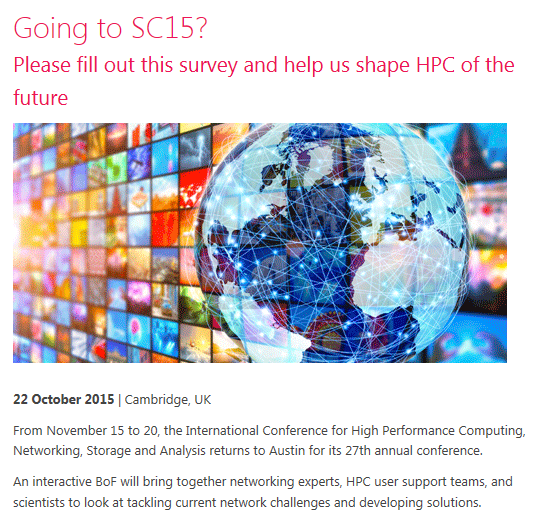 Going to SC15?
Please fill out this survey and help us shape HPC of the
future
22 October 2015 | Cambridge, UK
From November 15 to 20, the International Conference for High Performance Computing,
Networking, Storage and Analysis returns to Austin for its 27th annual conference.
An interactive BoF will bring together networking experts, HPC user support teams, and
scientists to look at tackling current network challenges and developing solutions.